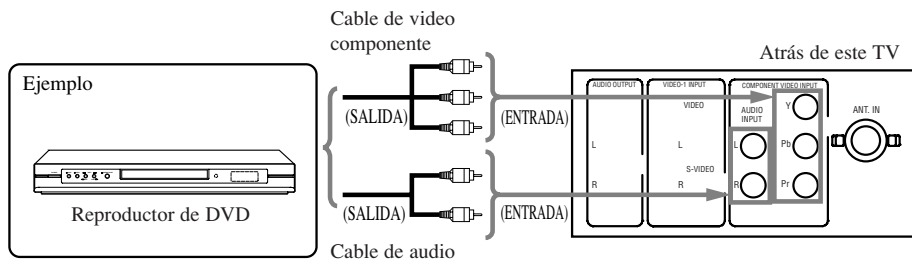 Cable de video
componente
Atrás de este TV
Ejemplo
(SALIDA)
(ENTRADA)
AUDIO OUTPUT
VIDEO-1 INPUT
COMPONENT VIDEO INPUT
VIDEO
AUDIO
INPUT
Y
ANT. IN
L
L
L
Pb
S-VIDEO
R
R
R
Pr
Reproductor de DVD
(SALIDA)
(ENTRADA)
Cable de audio